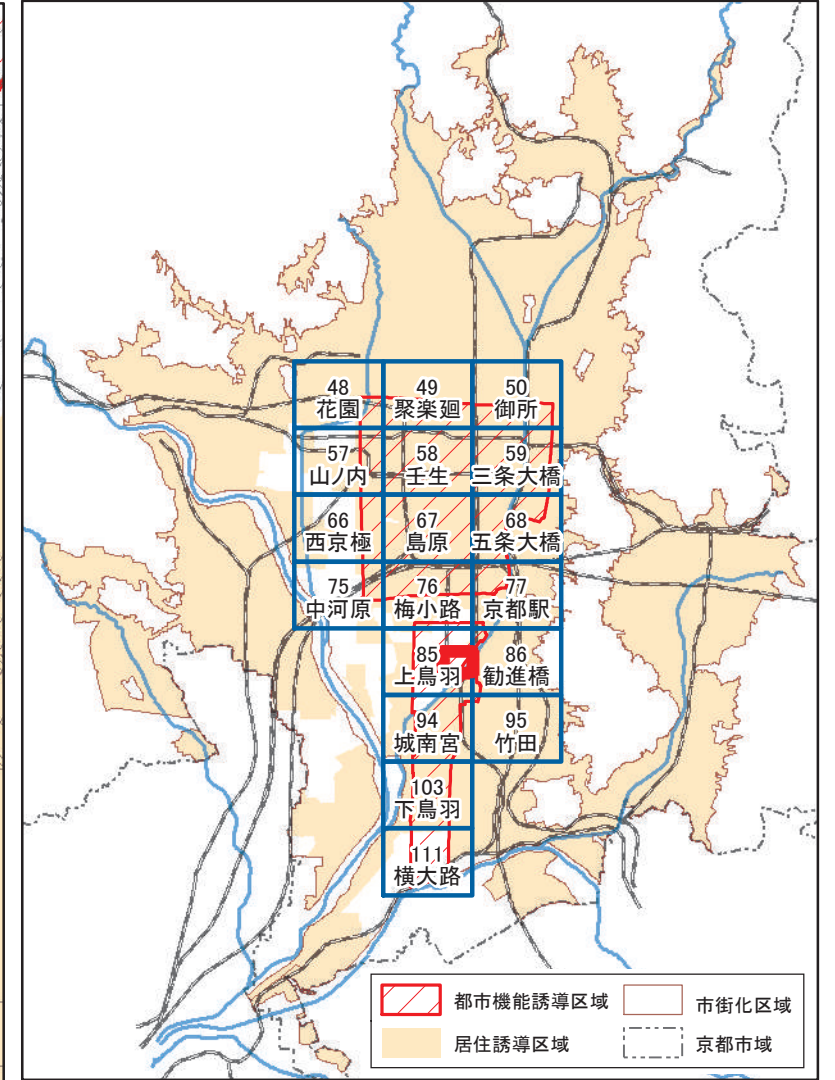 48
花園
49
聚楽廻
50
御所
57
山ノ内
58
壬生
59
三条大橋
66
西京極
67
島原
68
五条大橋
75
中河原
76
梅小路
77
京都駅
85
上鳥羽
86
勧進橋
94
城南宮
95
竹田
103
下鳥羽
111
横大路
都市機能誘導区域
市街化区域
居住誘導区域
京都市域